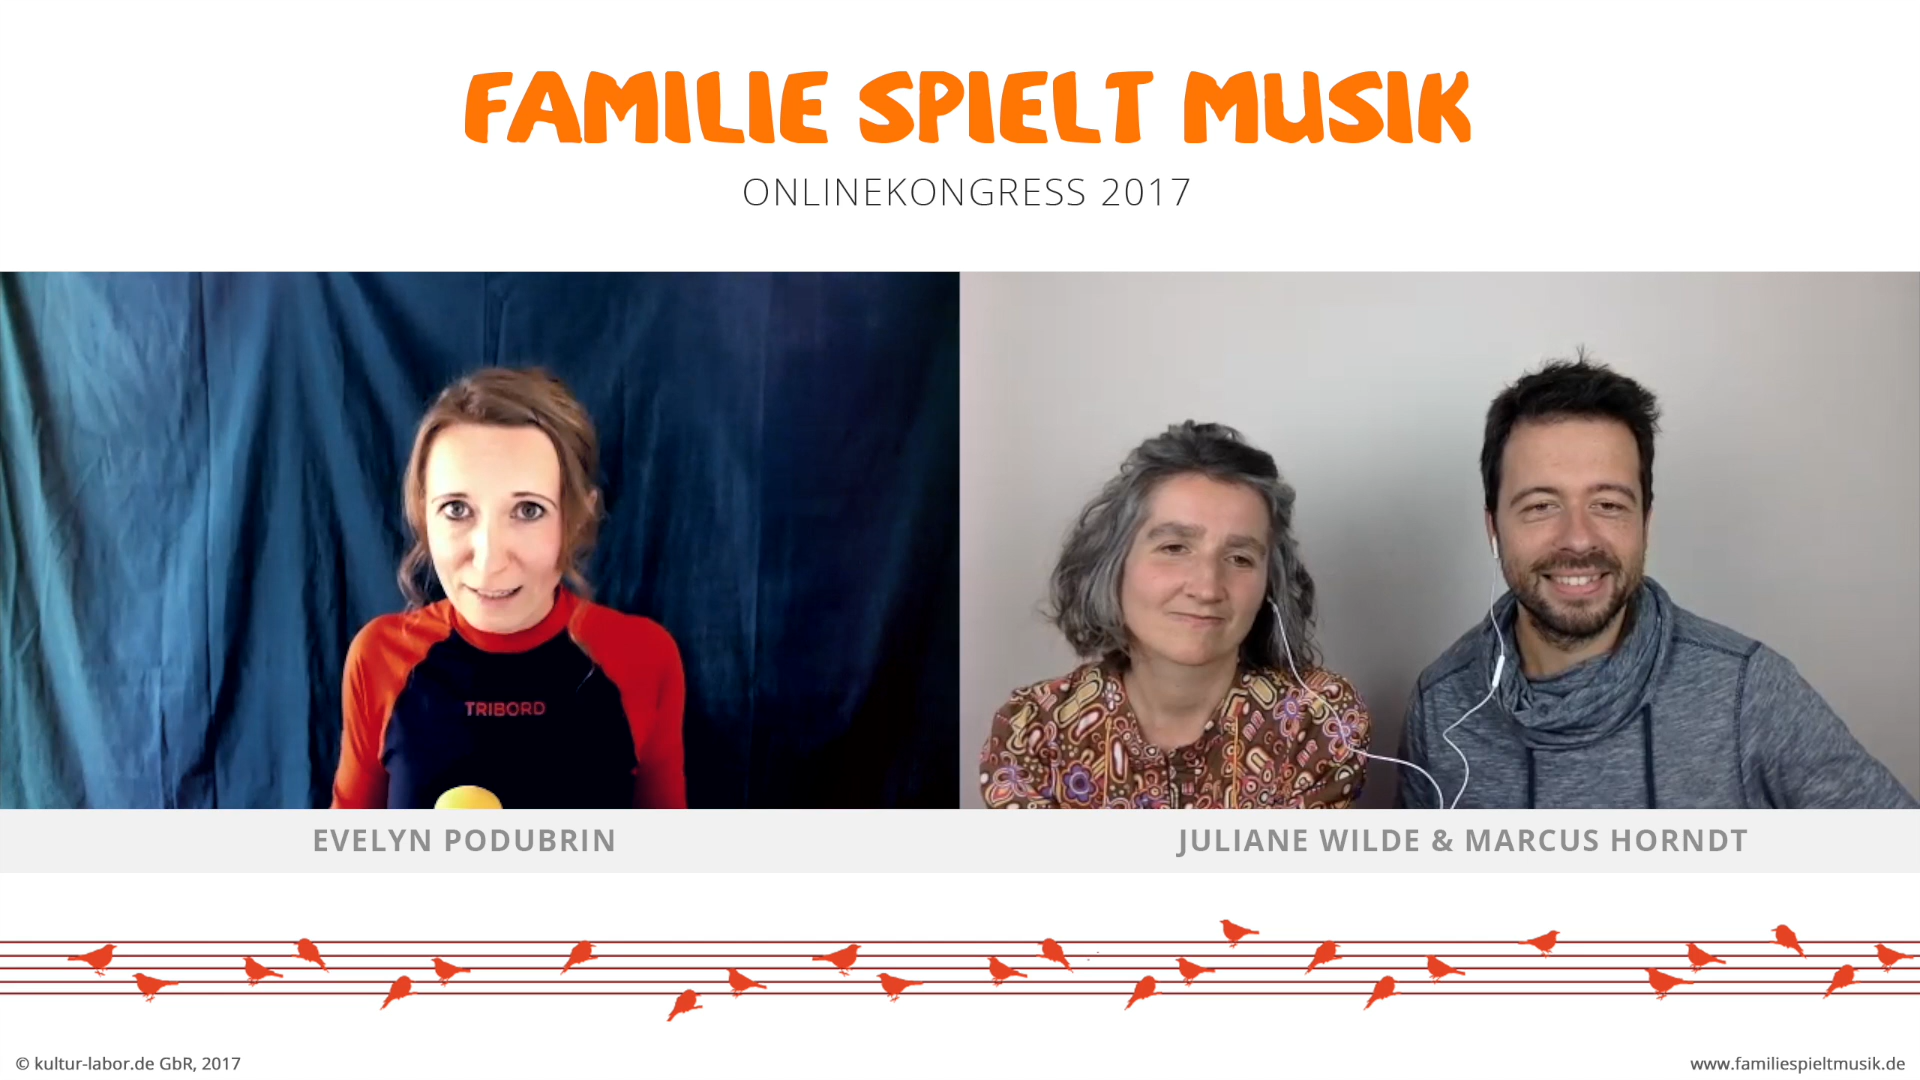 FAMILIE SPIELT MUSIK
ONLINEKONGRESS 2017
TRIBORD
EVELYN PODUBRIN
JULIANE WILDE & MARCUS HORNDT
© kultur-labor.de GbR, 2017
www.familiespieltmusik.de